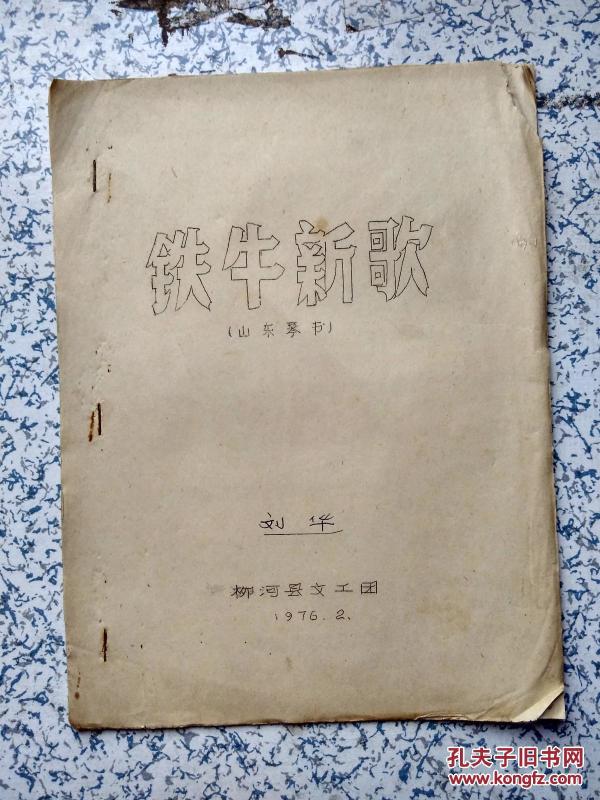 铁牛新歌
(山东琴书)
刘华
柳河县文工团
1976.2.
孔夫子旧书网
www.kongfz.com